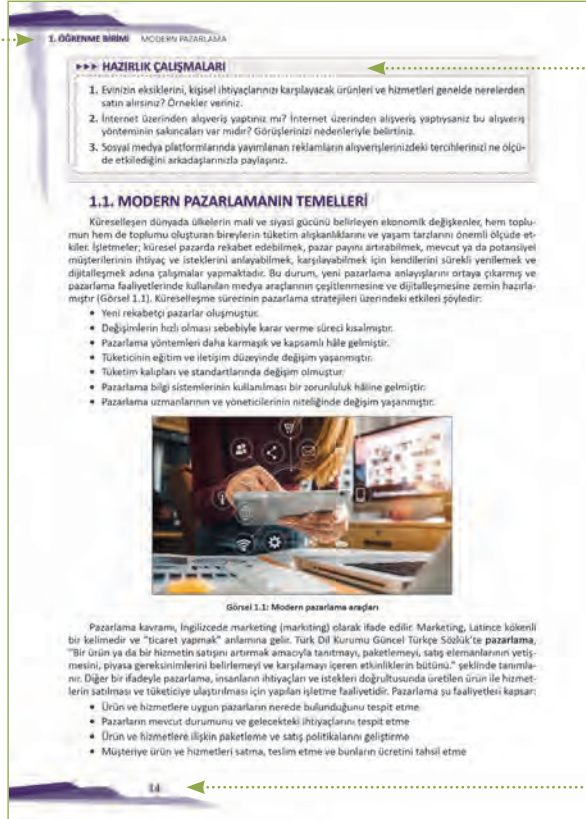 1. ÖĞRENME BİRİMİ MODERN PAZARLAMA
HAZIRLIK ÇALIŞMALARI
1. Evinizin eksiklerini, kişisel ihtiyaçlarınızı karşılayacak ürünleri ve hizmetleri genelde nerelerden
satın alırsınız? Örnekler veriniz.
2. İnternet üzerinden alışveriş yaptınız mı? İnternet üzerinden alışveriş yaptıysanız bu alışveriş
yönteminin sakıncaları var mıdır? Görüşlerinizi nedenleriyle belirtiniz.
3. Sosyal medya platformlarında yayımlanan reklamların alışverişlerinizdeki tercihlerinizi ne ölçü-
de etkilediğini arkadaşlarınızla paylaşınız.
1.1. MODERN PAZARLAMANIN TEMELLERİ
Küreselleşen dünyada ülkelerin mali ve siyasi gücünü belirleyen ekonomik değişkenler, hem toplu-
mun hem de toplumu oluşturan bireylerin tüketim alışkanlıklarını ve yaşam tarzlarını önemli ölçüde et-
kiler. İşletmeler; küresel pazarda rekabet edebilmek, pazar payını artırabilmek, mevcut ya da potansiyel
müşterilerinin ihtiyaç ve isteklerini anlayabilmek, karşılayabilmek için kendilerini sürekli yenilemek ve
dijitalleşmek adına çalışmalar yapmaktadır. Bu durum, yeni pazarlama anlayışlarını ortaya çıkarmış ve
pazarlama faaliyetlerinde kullanılan medya araçlarının çeşitlenmesine ve dijitalleşmesine zemin hazırla-
mıştır (Görsel 1.1). Küreselleşme sürecinin pazarlama stratejileri üzerindeki etkileri şöyledir:
• Yeni rekabetçi pazarlar oluşmuştur.
• Değişimlerin hızlı olması sebebiyle karar verme süreci kısalmıştır.
• Pazarlama yöntemleri daha karmaşık ve kapsamlı hâle gelmiştir.
• Tüketicinin eğitim ve iletişim düzeyinde değişim yaşanmıştır.
• Tüketim kalıpları ve standartlarında değişim olmuştur.
• Pazarlama bilgi sistemlerinin kullanılması bir zorunluluk hâline gelmiştir.
• Pazarlama uzmanlarının ve yöneticilerinin niteliğinde değişim yaşanmıştır.
Görsel 1.1: Modern pazarlama araçları
Pazarlama kavramı, İngilizcede marketing (markıting) olarak ifade edilir. Marketing, Latince kökenli
bir kelimedir ve "ticaret yapmak" anlamına gelir. Türk Dil Kurumu Güncel Türkçe Sözlük'te pazarlama,
"Bir ürün ya da bir hizmetin satışını artırmak amacıyla tanıtmayı, paketlemeyi, satış elemanlarının yetiş-
mesini, piyasa gereksinimlerini belirlemeyi ve karşılamayı içeren etkinliklerin bütünü." şeklinde tanımla-
nır. Diğer bir ifadeyle pazarlama, insanların ihtiyaçları ve istekleri doğrultusunda üretilen ürün ile hizmet-
lerin satılması ve tüketiciye ulaştırılması için yapılan işletme faaliyetidir. Pazarlama şu faaliyetleri kapsar:
• Ürün ve hizmetlere uygun pazarların nerede bulunduğunu tespit etme
• Pazarların mevcut durumunu ve gelecekteki ihtiyaçlarını tespit etme
• Ürün ve hizmetlere ilişkin paketleme ve satış politikalarını geliştirme
• Müşteriye ürün ve hizmetleri satma, teslim etme ve bunların ücretini tahsil etme
14